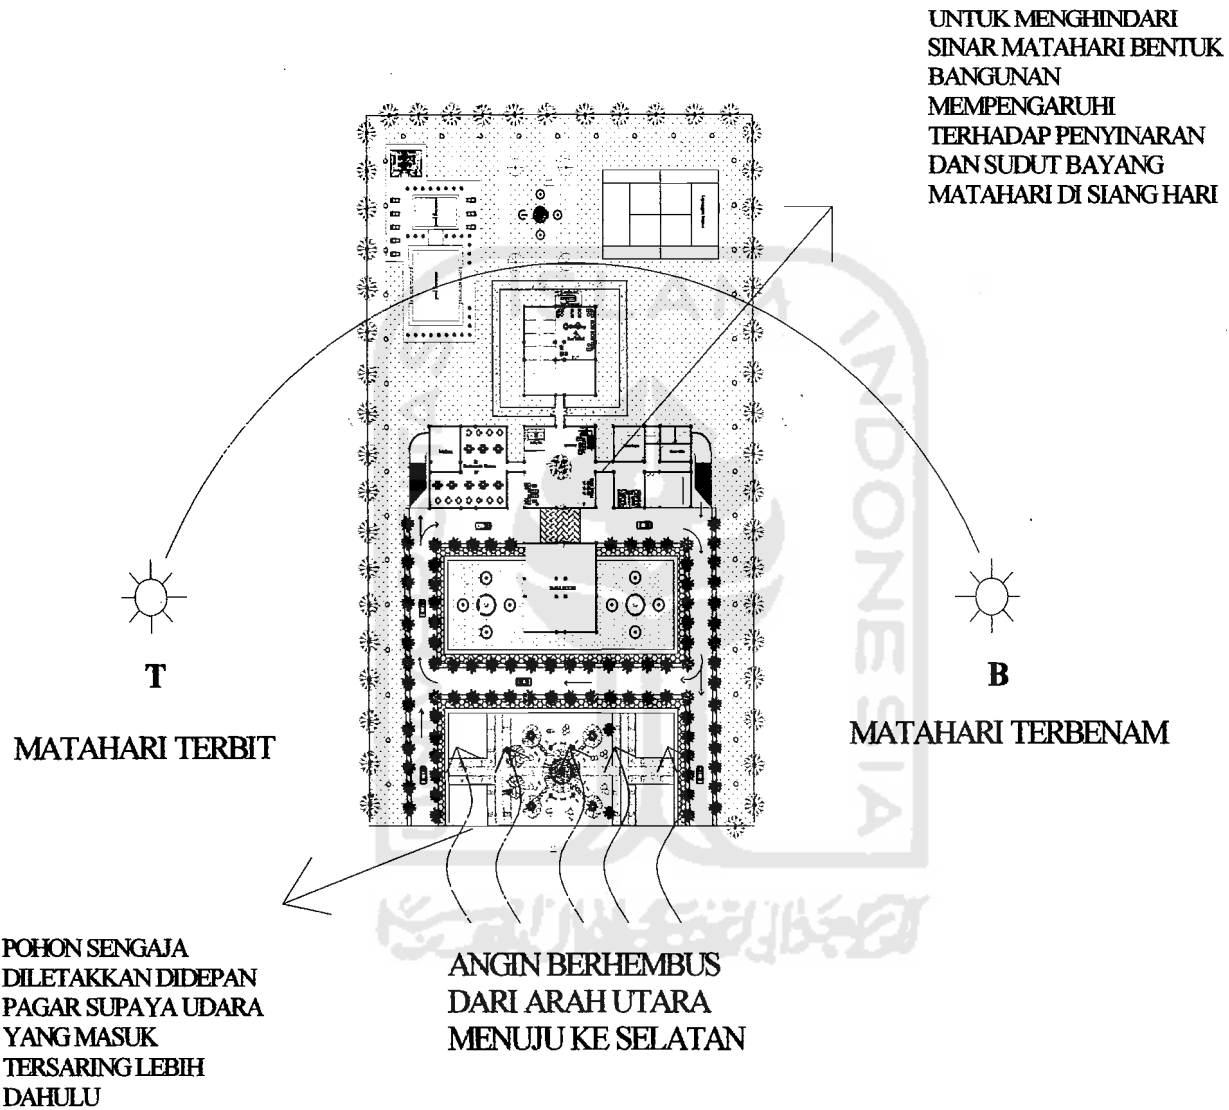 UNTUK MENGHINDARI
SINAR MATAHARI BENTUK
BANGUNAN
MEMPENGARUHI
TERHADAP PENYINARAN
DAN SUDUT BAYANG
MATAHARI DI SIANG HARI
ISLAM
INDONESIA
T
B
MATAHARI TERBIT
MATAHARI TERBENAM
POHON SENGAJA
DILETAKKAN DIDEPAN
PAGAR SUPAYA UDARA
YANG MASUK
TERSARING LEBIH
DAHULU
ANGIN BERHEMBUS
DARI ARAH UTARA
MENUJU KE SELATAN